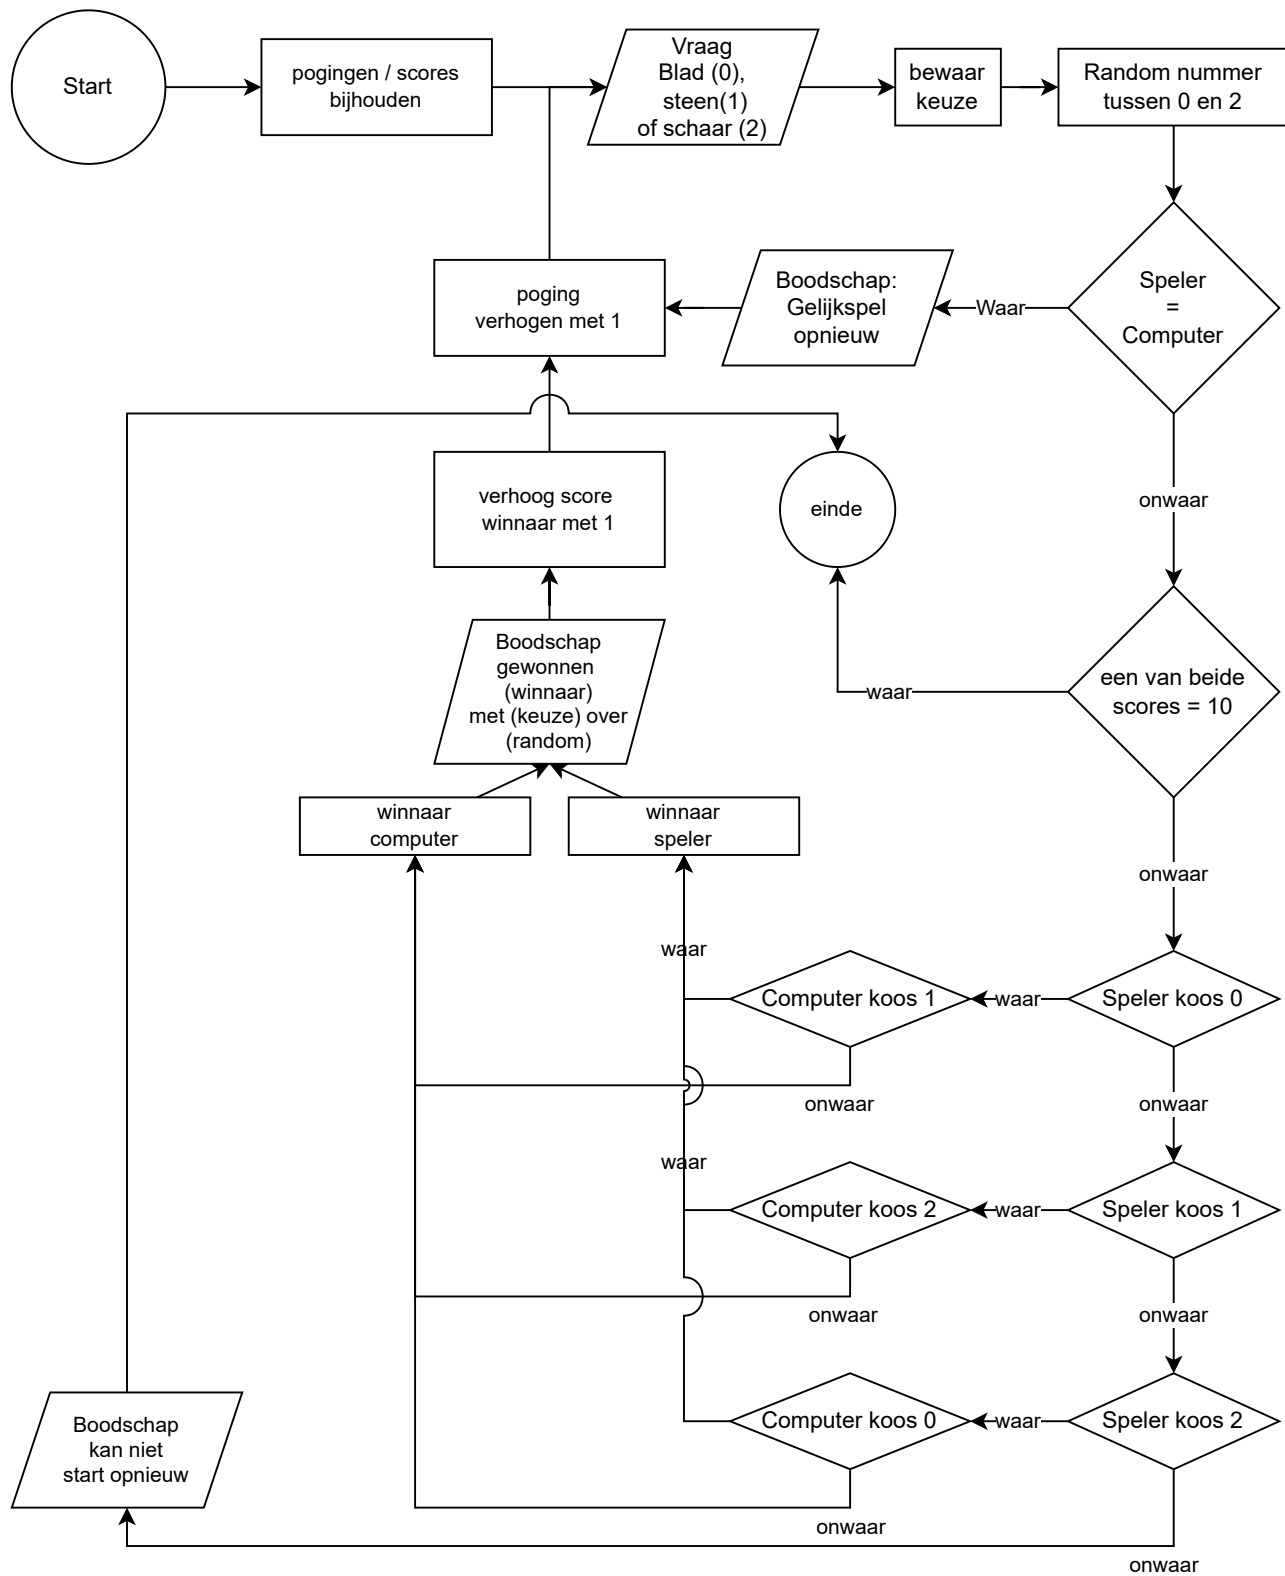 Start
pogingen / scores
bijhouden
Vraag
Blad (0),
steen(1)
of schaar (2)
bewaar
keuze
Random nummer
tussen 0 en 2
poging
verhogen met 1
Boodschap:
Gelijkspel
opnieuw
Waar
Speler
=
Computer
verhoog score
winnaar met 1
einde
onwaar
Boodschap
gewonnen
(winnaar)
met (keuze) over
(random)
waar
een van beide
scores = 10
winnaar
computer
winnaar
speler
onwaar
waar
Computer koos 1
waar
Speler koos 0
onwaar
onwaar
waar
Computer koos 2
waar
Speler koos 1
onwaar
onwaar
Boodschap
kan niet
start opnieuw
Computer koos 0
waar
Speler koos 2
onwaar
onwaar